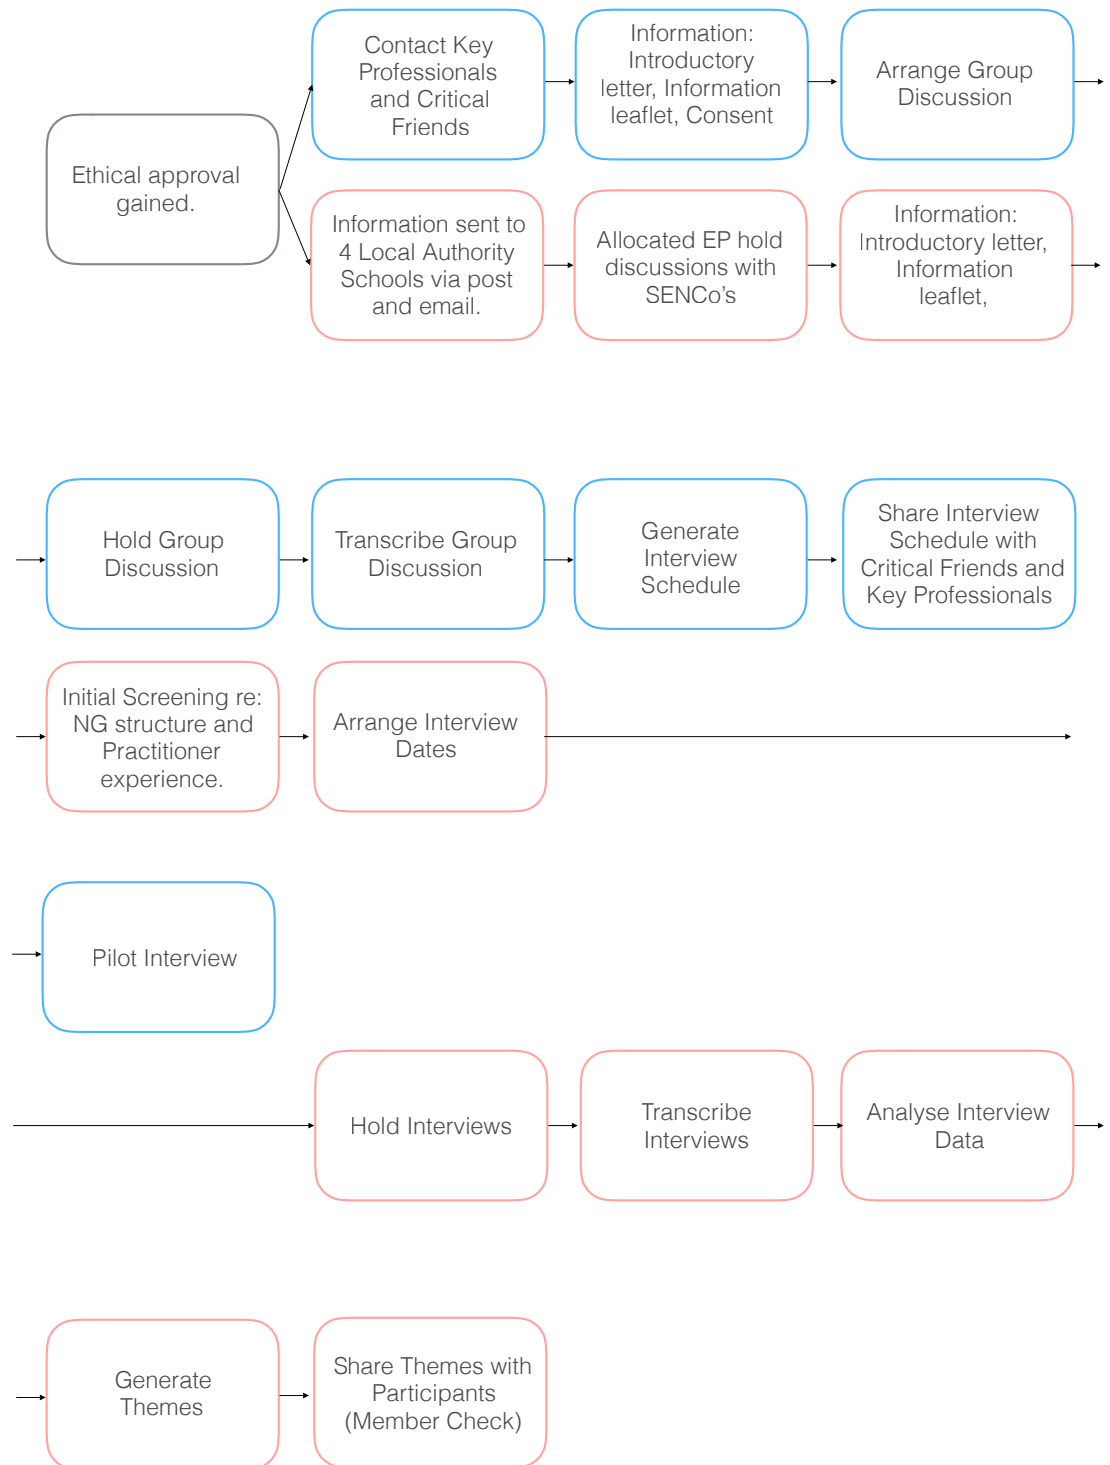 Ethical approval
gained.
Contact Key
Professionals
and Critical
Friends
Information:
Introductory
letter, Information
leaflet, Consent
Arrange Group
Discussion
Information sent to
4 Local Authority
Schools via post
and email.
Allocated EP hold
discussions with
SENCo's
Information:
Introductory letter,
Information
leaflet,
Hold Group
Discussion
Transcribe Group
Discussion
Generate
Interview
Schedule
Share Interview
Schedule with
Critical Friends and
Key Professionals
Initial Screening re:
NG structure and
Practitioner
experience.
Arrange Interview
Dates
Pilot Interview
Hold Interviews
Transcribe
Interviews
Analyse Interview
Data
Generate
Themes
Share Themes with
Participants
(Member Check)